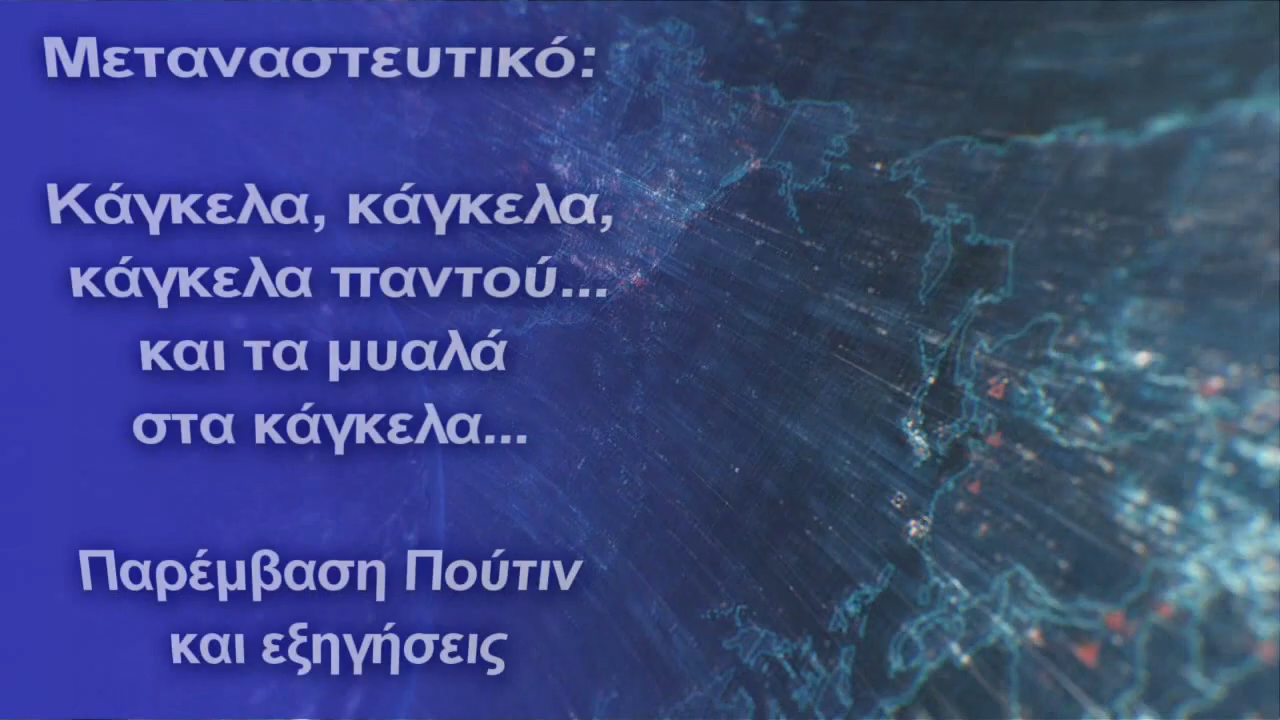 Μεταναστευτικό:
Κάγκελα, κάγκελα,
κάγκελα παντού...
και τα μυαλά
στα κάγκελα...
Παρέμβαση Πούτιν
και εξηγήσεις